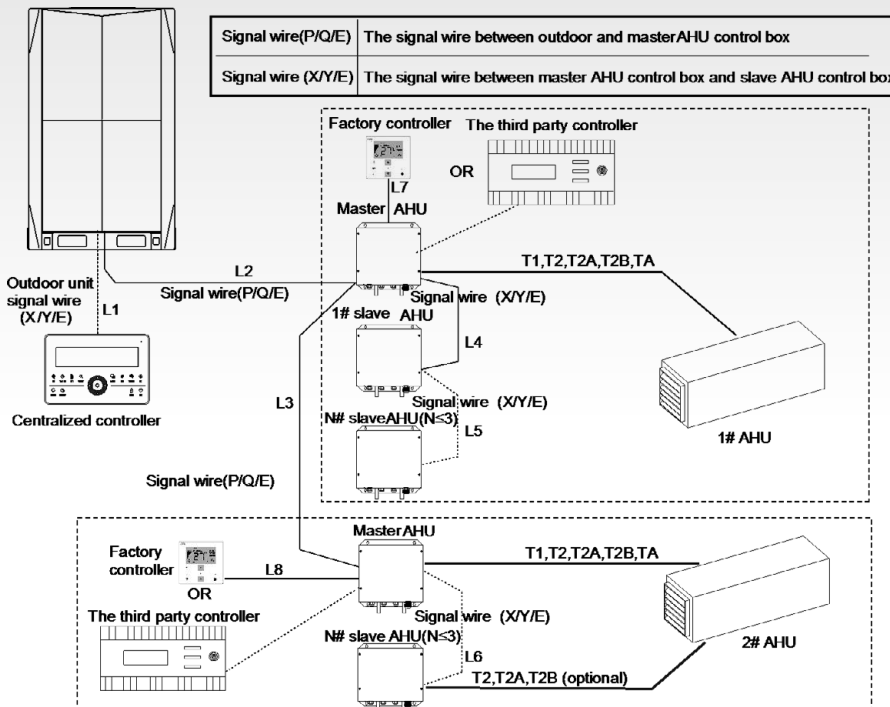 Signal wire(P/Q/E) The signal wire between outdoor and masterAHU control box
Signal wire (X/Y/E) The signal wire between master AHU control box and slave AHU control box
Factory controller
The third party controller
OR
L7
Master AHU
L2
Signal wire(P/Q/E)
T1,T2,T2A,T2B,TA
Outdoor unit
signal wire
(X/Y/E)
L1
Signal wire (X/Y/E)
1# slave AHU
L4
Centralized controller
L3
Signal wire (X/Y/E)
N# slaveAHU(N≤3)
L5
1# AHU
Signal wire(P/Q/E)
MasterAHU
Factory
controller
OR
L8
T1,T2,T2A,T2B,TA
The third party controller
Signal wire (X/Y/E)
N# slave AHU(N≤3)
L6
2# AHU
T2,T2A,T2B (optional)